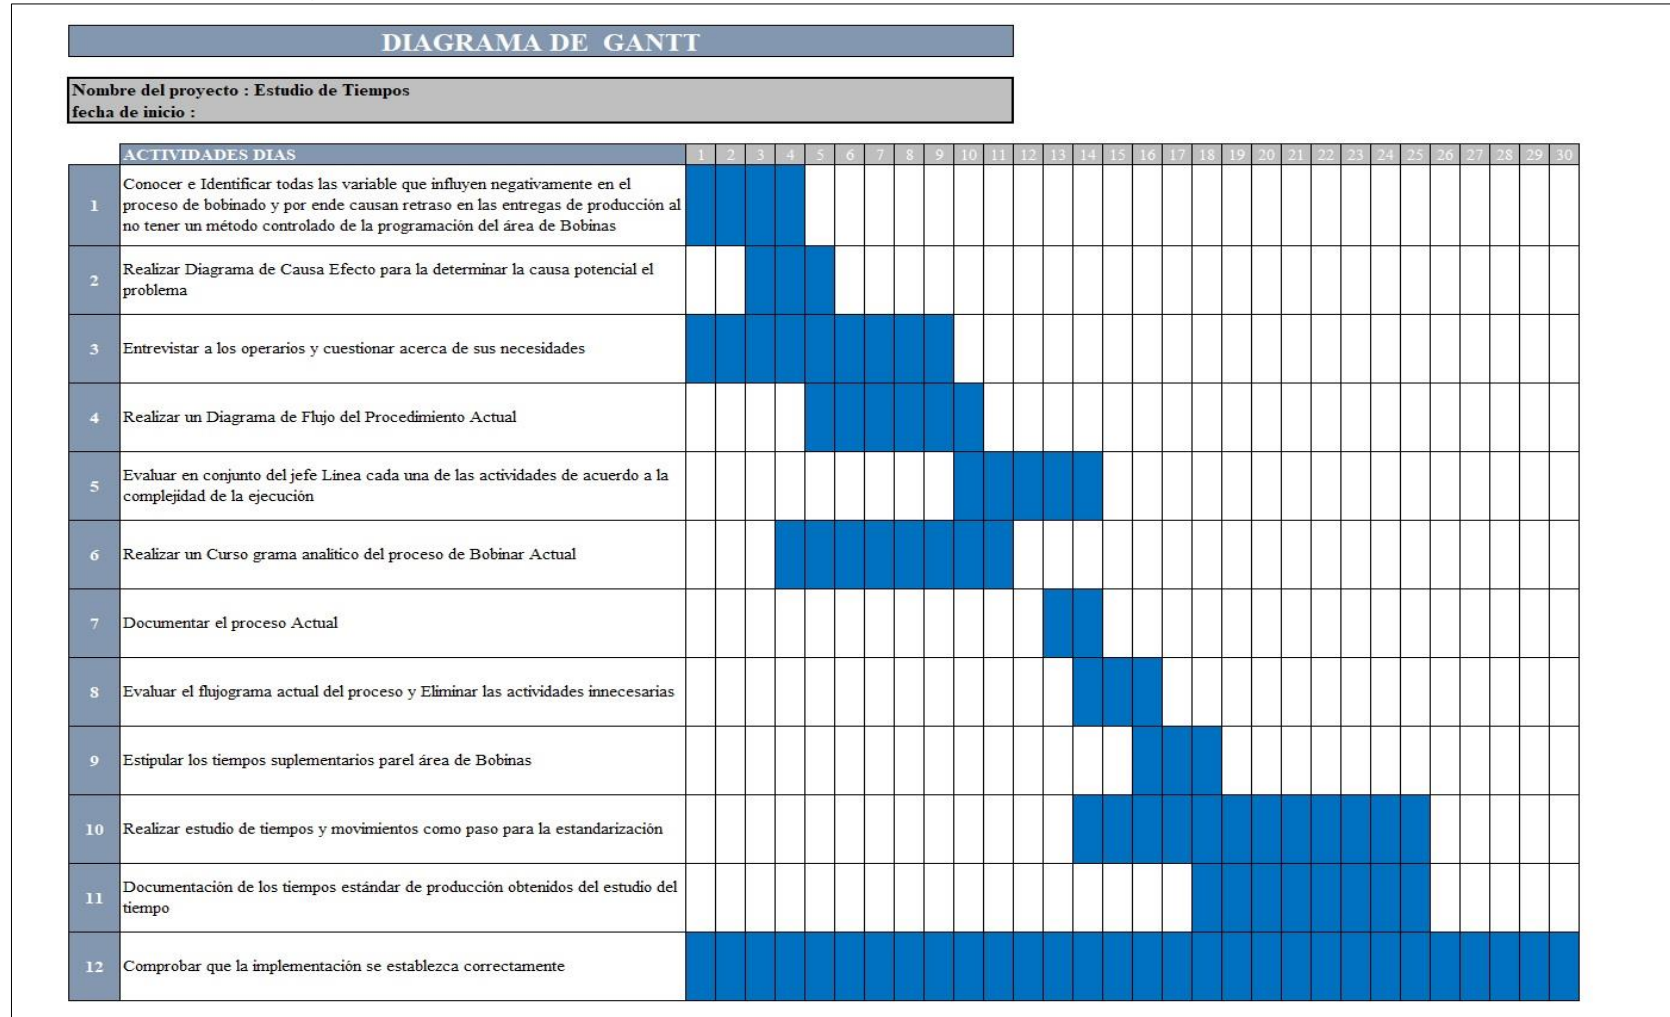 DIAGRAMA DE GANTT
Nombre del proyecto : Estudio de Tiempos
fecha de inicio :
ACTIVIDADES DIAS 1 2 3 4 5 6 7 8 9 10 11 12 13 14 15 16 17 18 19 20 21 22 23 24 25 26 27 28 29 30
1
Conocer e Identificar todas las variable que influyen negativamente en el
proceso de bobinado y por ende causan retraso en las entregas de producción al
no tener un método controlado de la programación del área de Bobinas
2
Realizar Diagrama de Causa Efecto para la determinar la causa potencial el
problema
3
Entrevistar a los operarios y cuestionar acerca de sus necesidades
4
Realizar un Diagrama de Flujo del Procedimiento Actual
5
Evaluar en conjunto del jefe Linea cada una de las actividades de acuerdo a la
complejidad de la ejecución
6
Realizar un Curso grama analítico del proceso de Bobinar Actual
7
Documentar el proceso Actual
8
Evaluar el flujograma actual del proceso y Eliminar las actividades innecesarias
9
Estipular los tiempos suplementarios parel área de Bobinas
10
Realizar estudio de tiempos y movimientos como paso para la estandarización
11
Documentación de los tiempos estándar de producción obtenidos del estudio del
tiempo
12
Comprobar que la implementación se establezca correctamente